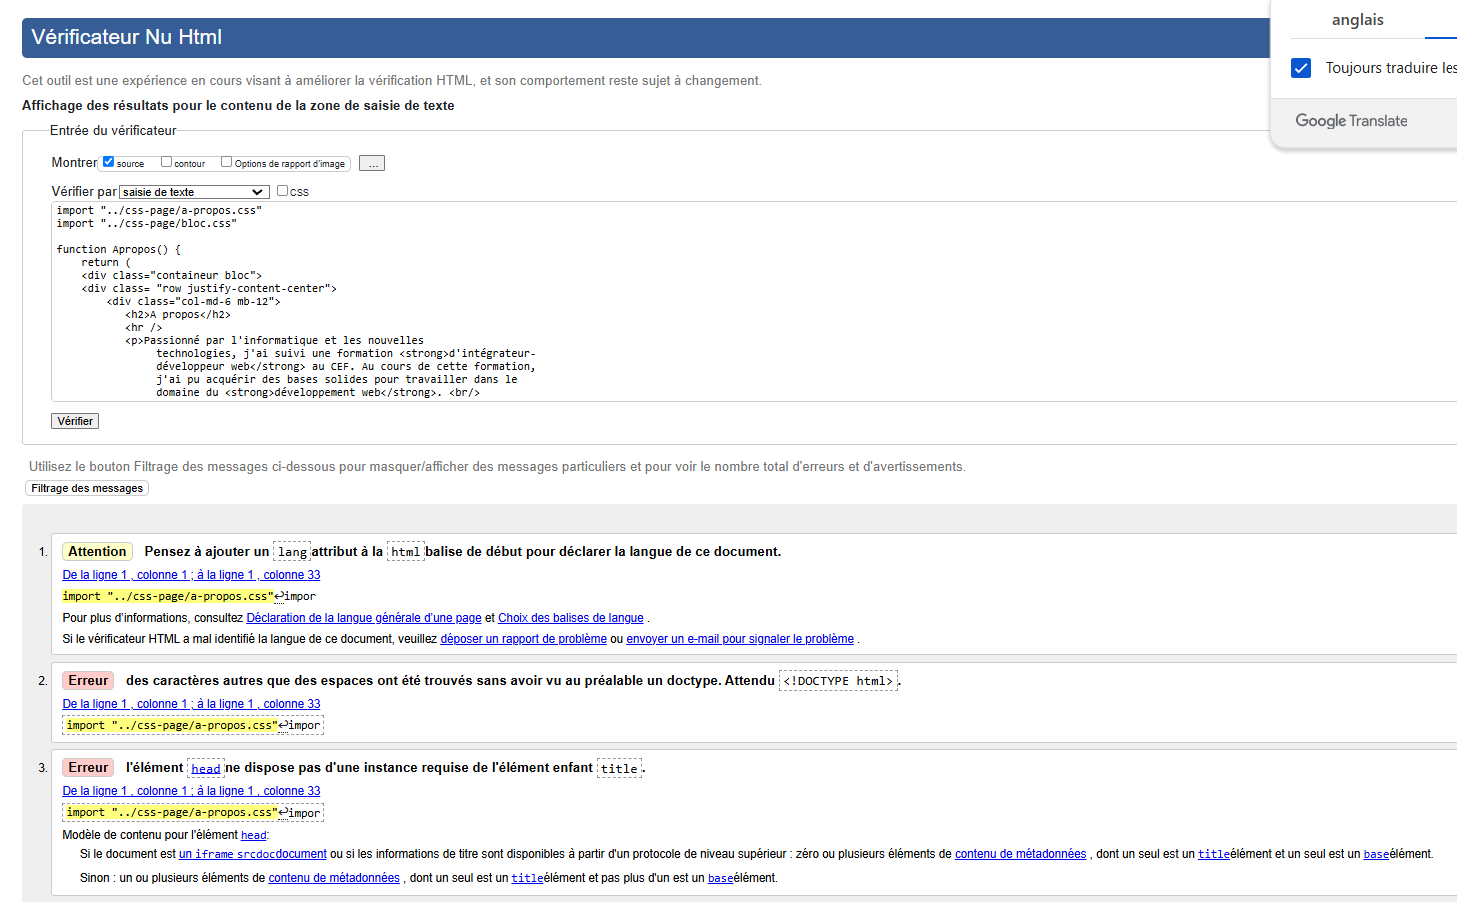 Vérificateur Nu Html
anglais
Toujours traduire les
Google Translate
Cet outil est une expérience en cours visant à améliorer la vérification HTML, et son comportement reste sujet à changement.
Affichage des résultats pour le contenu de la zone de saisie de texte
Entrée du vérificateur
Montrer source contour Options de rapport d'image ...
Vérifier par saisie de texte CSS
import "../css-page/a-propos.css"
import "../css-page/bloc.css"
function Apropos() {
return (
<div class="containeur bloc">
<div class= "row justify-content-center">
<div class="col-md-6 mb-12">
<h2>A propos</h2>
<hr />
<p>Passionné par l'informatique et les nouvelles
technologies, j'ai suivi une formation <strong>d'intégrateur-
développeur web</strong> au CEF. Au cours de cette formation,
j'ai pu acquérir des bases solides pour travailler dans le
domaine du <strong>développement web</strong>. <br/>
Vérifier
Utilisez le bouton Filtrage des messages ci-dessous pour masquer/afficher des messages particuliers et pour voir le nombre total d'erreurs et d'avertissements.
Filtrage des messages
1. Attention Pensez à ajouter un lang attribut à la html balise de début pour déclarer la langue de ce document.
De la ligne 1 , colonne 1 ; à la ligne 1 , colonne 33
import "../css-page/a-propos.css"↩impor
Pour plus d'informations, consultez Déclaration de la langue générale d'une page et Choix des balises de langue .
Si le vérificateur HTML a mal identifié la langue de ce document, veuillez déposer un rapport de problème ou envoyer un e-mail pour signaler le problème .
2. Erreur des caractères autres que des espaces ont été trouvés sans avoir vu au préalable un doctype. Attendu <!DOCTYPE html>.
De la ligne 1 , colonne 1 ; à la ligne 1 , colonne 33
import "../css-page/a-propos.css"↩impor
3. Erreur l'élément head ne dispose pas d'une instance requise de l'élément enfant title.
De la ligne 1 , colonne 1 ; à la ligne 1 , colonne 33
import "../css-page/a-propos.css"↩impor
Modèle de contenu pour l'élément head:
Si le document est un iframe srcdocdocument ou si les informations de titre sont disponibles à partir d'un protocole de niveau supérieur : zéro ou plusieurs éléments de contenu de métadonnées , dont un seul est un titleélément et un seul est un baseélément.
Sinon : un ou plusieurs éléments de contenu de métadonnées , dont un seul est un titleélément et pas plus d'un est un baseélément.